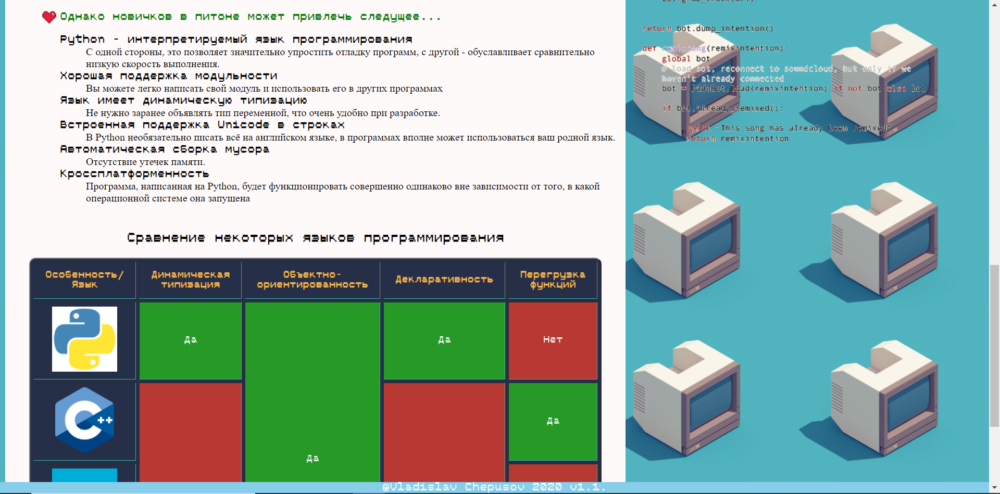 Однако новичков в питоне может привлечь следущее...
Python - интерпретируемый язык программирования
С одной стороны, это позволяет значительно упростить отладку программ, с другой - обуславливает сравнительно
низкую скорость выполнения.
Хорошая поддержка модульности
Вы можете легко написать свой модуль и использовать его в других программах
Язык имеет динамическую типизацию
Не нужно заранее объявлять тип переменной, что очень удобно при разработке.
Встроенная поддержка Unicode в строках
В Python необязательно писать всё на английском языке, в программах вполне может использоваться ваш родной язык.
Автоматическая сборка мусора
Отсутствие утечек памяти.
Кроссплатформенность
Программа, написанная на Python, будет функционировать совершенно одинаково вне зависимости от того, в какой
операционной системе она запущена
Сравнение некоторых языков программирования
Особенность/
Язык
Динамическая
типизация
Объектно-
ориентированность
Декларативность
Перегрузка
функций
Да
Да
Нет
C++
Да
Да
return bot.dump_intention()
def remixsong(remixintention):
global bot
# load bot, reconnect to soundcloud, but only if we
haven't already connected
bot = DadaBot.load(remixintention) if not bot else bot
if bot.already_remixed():
print "This song has already been remixed"
return remixintention
@Vladislav Chepusov 2020 v1.1.